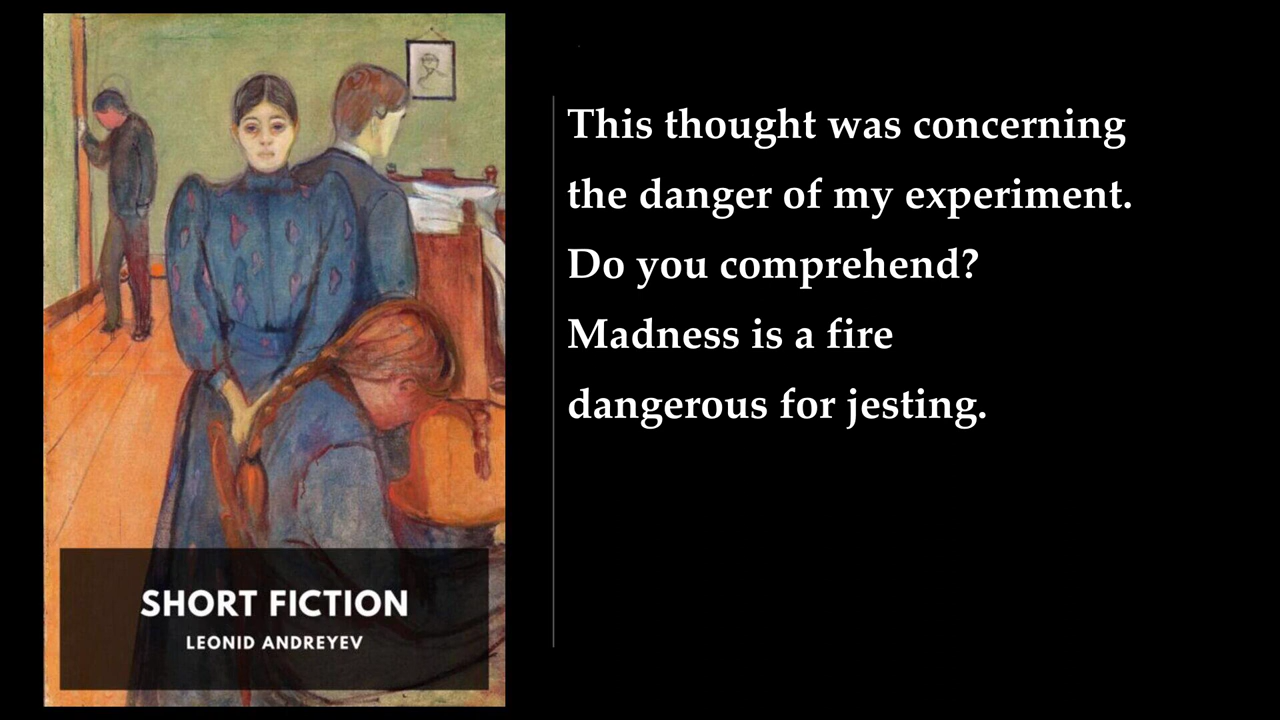 This thought was concerning
the danger of my experiment.
Do you comprehend?
Madness is a fire
dangerous for jesting.
SHORT FICTION
LEONID ANDREYEV